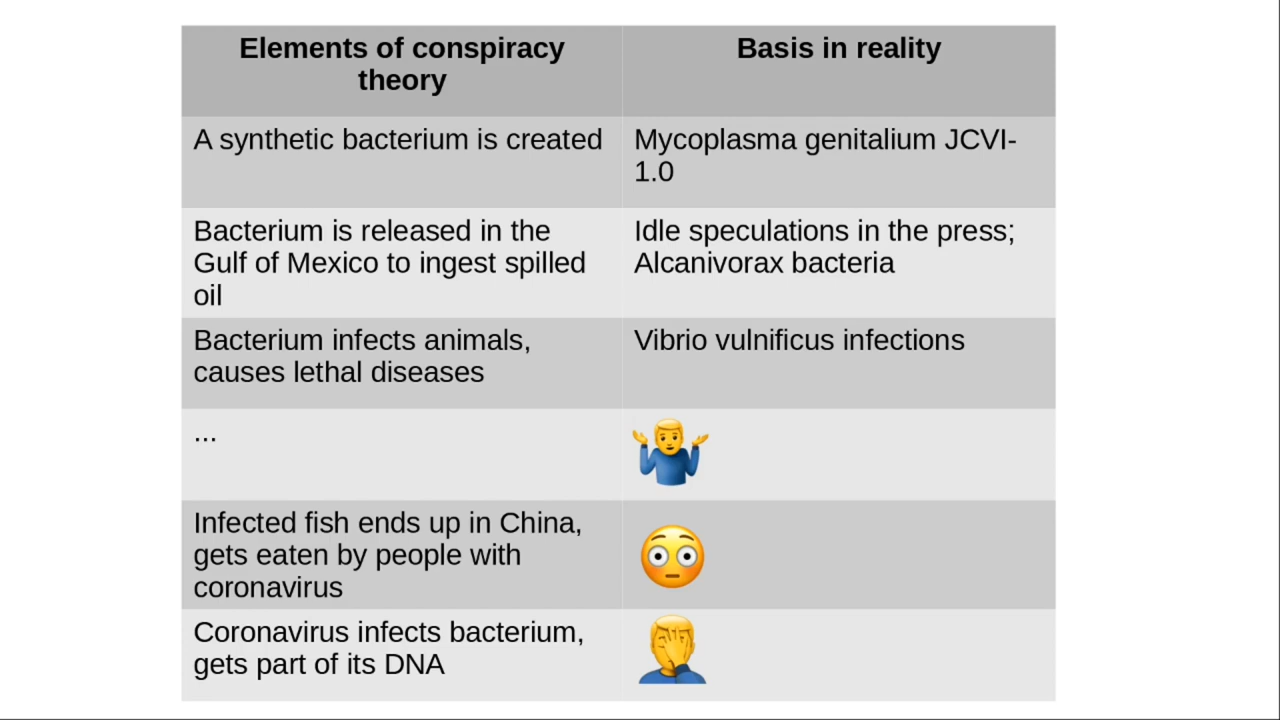 Elements of conspiracy
theory
Basis in reality
A synthetic bacterium is created
Mycoplasma genitalium JCVI-
1.0
Bacterium is released in the
Gulf of Mexico to ingest spilled
oil
Idle speculations in the press;
Alcanivorax bacteria
Bacterium infects animals,
causes lethal diseases
Vibrio vulnificus infections
...
Infected fish ends up in China,
gets eaten by people with
coronavirus
Coronavirus infects bacterium,
gets part of its DNA